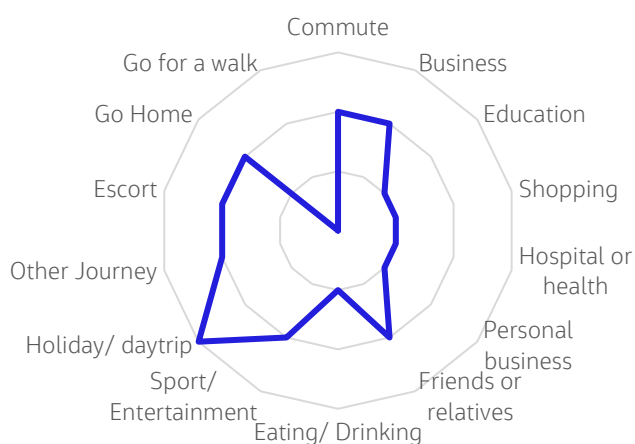 Commute
Business
Education
Shopping
Hospital or
health
Personal
business
Friends or
relatives
Eating/ Drinking
Sport/
Entertainment
Holiday/ daytrip
Other Journey
Escort
Go Home
Go for a walk